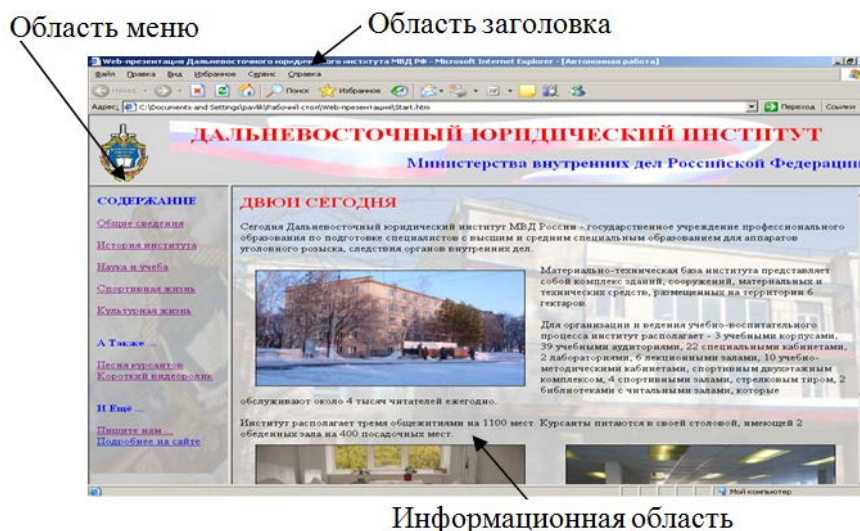 Область меню
Область заголовка
Web-презентация Дальневосточного юридического института МВД РФ - Microsoft Internet Explorer - [Автономная работа]
Файл Правка Вид Избранное Сервис Справка
Назад Поиск Избранное
Адрес: C:\Documents and Settings\pavlik\Рабочий стол\Web-презентация\Start.htm Переход Ссылки
ДАЛЬНЕВОСТОЧНЫЙ ЮРИДИЧЕСКИЙ ИНСТИТУТ
Министерства внутренних дел Российской Федераци
СОДЕРЖАНИЕ
Общие сведения
История института
Наука и учеба
Спортивная жизнь
Культурная жизнь
А Также ...
Песня курсантов
Короткий видеоролик
И Ещё ...
Пишите нам ...
Подробнее на сайте
ДВЮИ СЕГОДНЯ
Сегодня Дальневосточный юридический институт МВД России - государственное учреждение профессионального
образования по подготовке специалистов с высшим и средним специальным образованием для аппаратов
уголовного розыска, следствия органов внутренних дел.
Материально-техническая база института представляет
собой комплекс зданий, сооружений, материальных и
технических средств, размещенных на территории 6
гектаров.
Для организации и ведения учебно-воспитательного
процесса институт располагает - 3 учебными корпусами,
39 учебными аудиториями, 22 специальными кабинетами,
2 лабораториями, 6 лекционными залами, 10 учебно-
методическими кабинетами, спортивным двухэтажным
комплексом, 4 спортивными залами, стрелковым тиром, 2
библиотеками с читальными залами, которые
обслуживают около 4 тысяч читателей ежегодно.
Институт располагает тремя общежитиями на 1100 мест. Курсанты питаются в своей столовой, имеющей 2
обеденных зала на 400 посадочных мест.
Мой компьютер
Информационная область